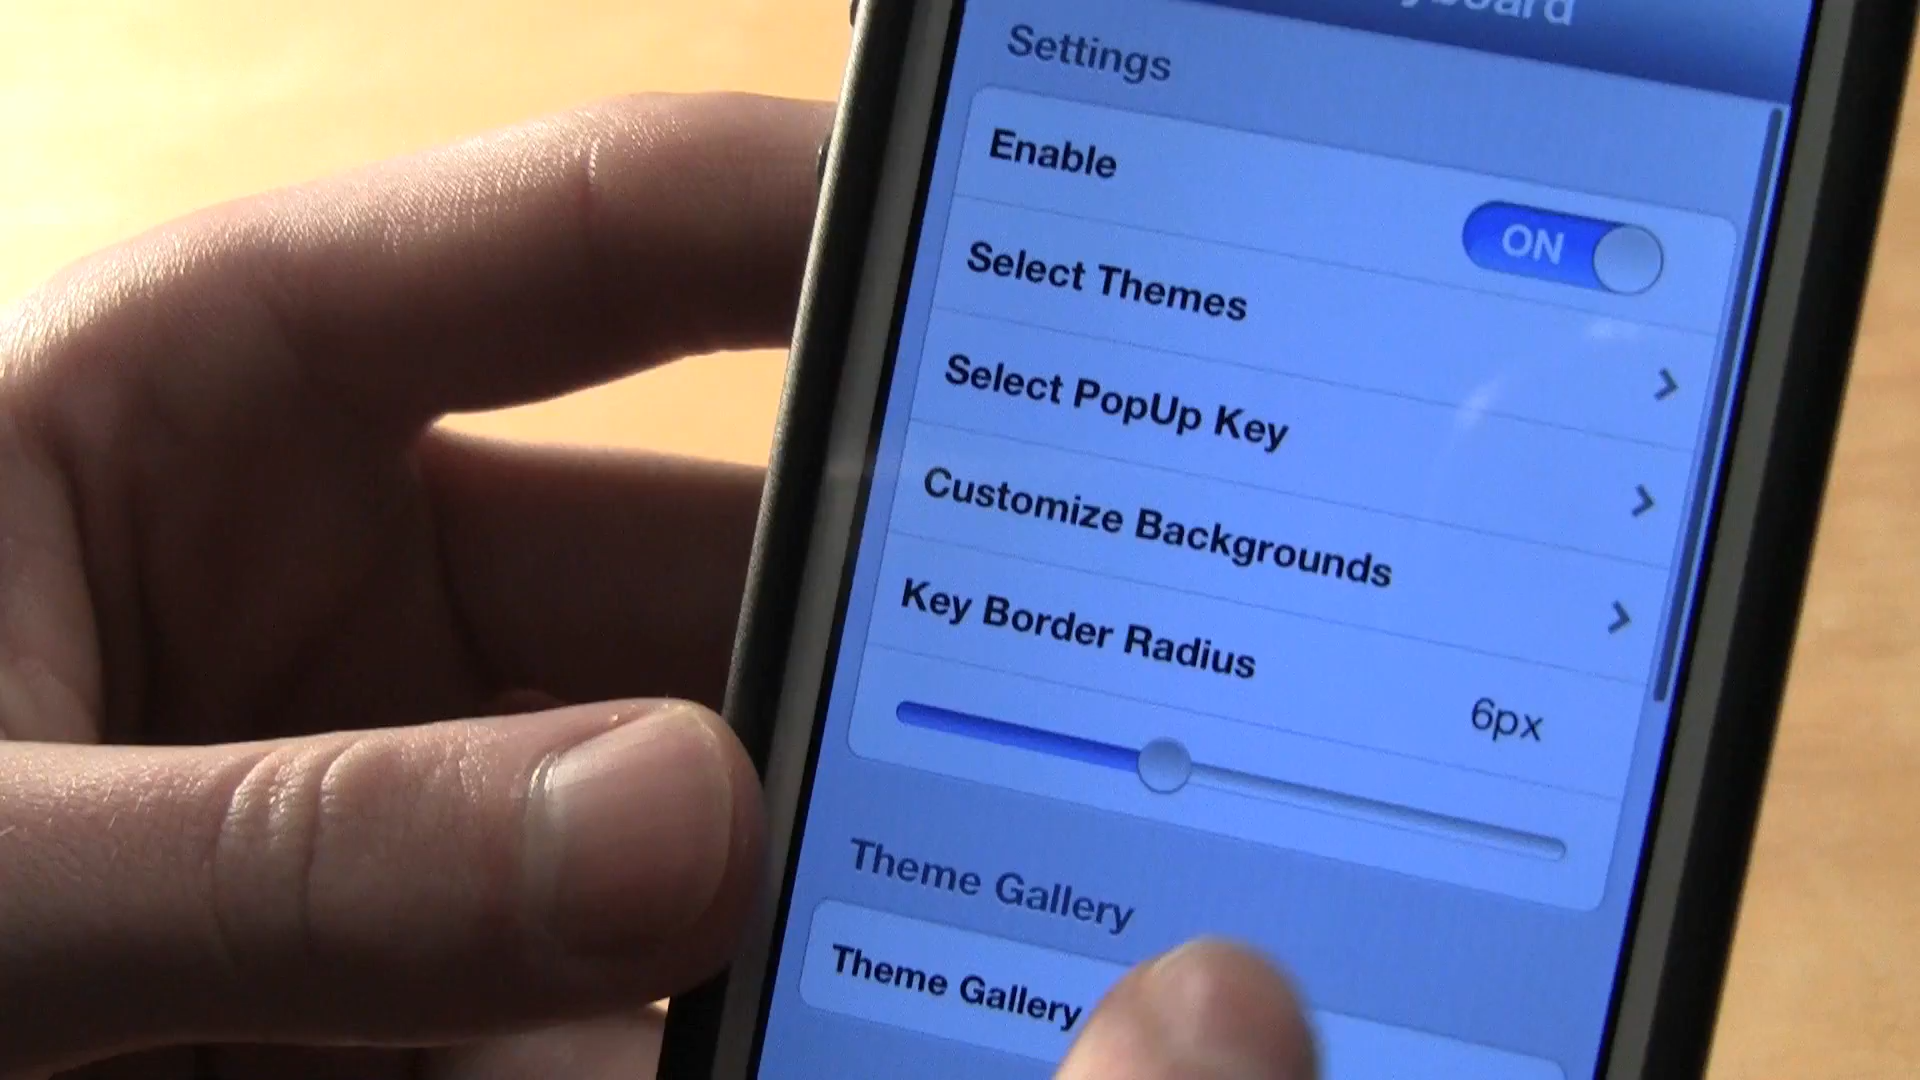 Settings
Enable
ON
Select Themes
Select PopUp Key
Customize Backgrounds
Key Border Radius
6px
Theme Gallery
Theme Gallery